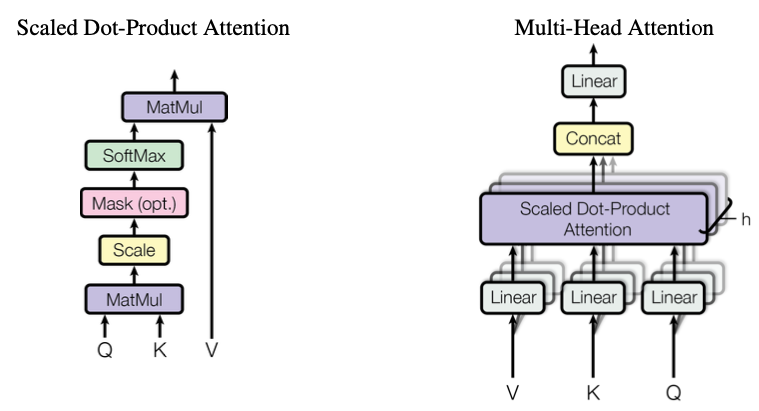 Scaled Dot-Product Attention
MatMul
SoftMax
Mask (opt.)
Scale
MatMul
Q K V
Multi-Head Attention
Linear
Concat
Scaled Dot-Product
Attention
h
Linear Linear Linear
V K Q